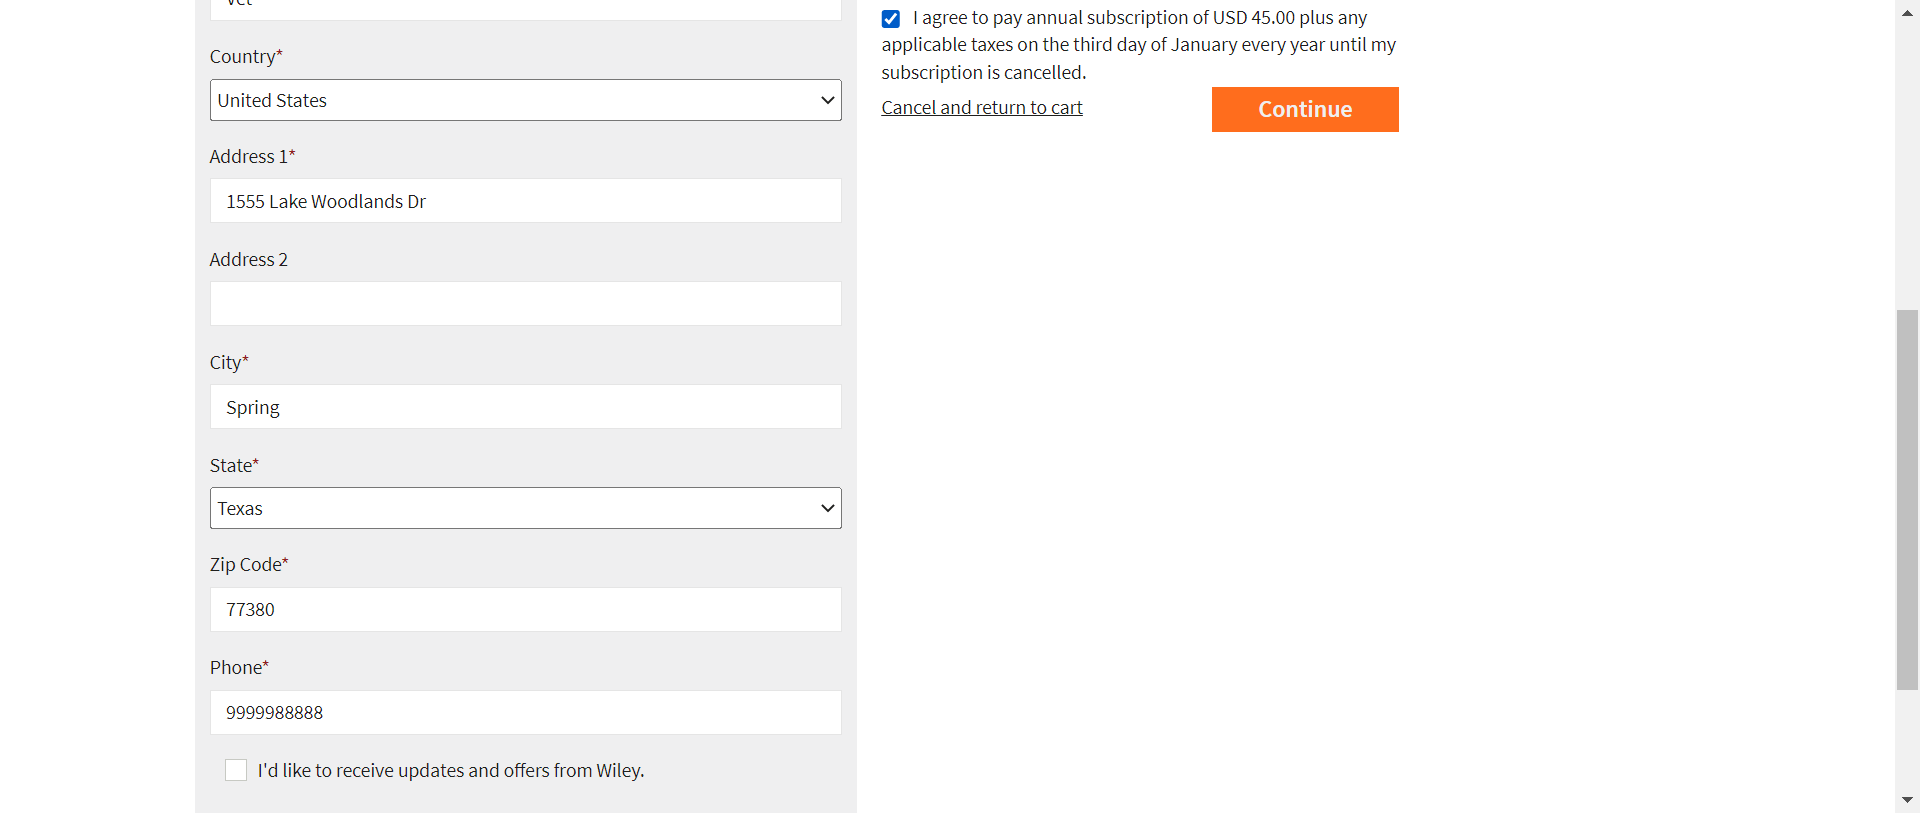 Country*
United States
Address 1*
1555 Lake Woodlands Dr
Address 2
City*
Spring
State*
Texas
Zip Code*
77380
Phone*
9999988888
I'd like to receive updates and offers from Wiley.
I agree to pay annual subscription of USD 45.00 plus any
applicable taxes on the third day of January every year until my
subscription is cancelled.
Cancel and return to cart
Continue